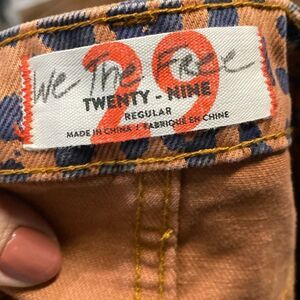 We The Free
29
TWENTY - NINE
REGULAR
MADE IN CHINA / FABRIQUÉ EN CHINE